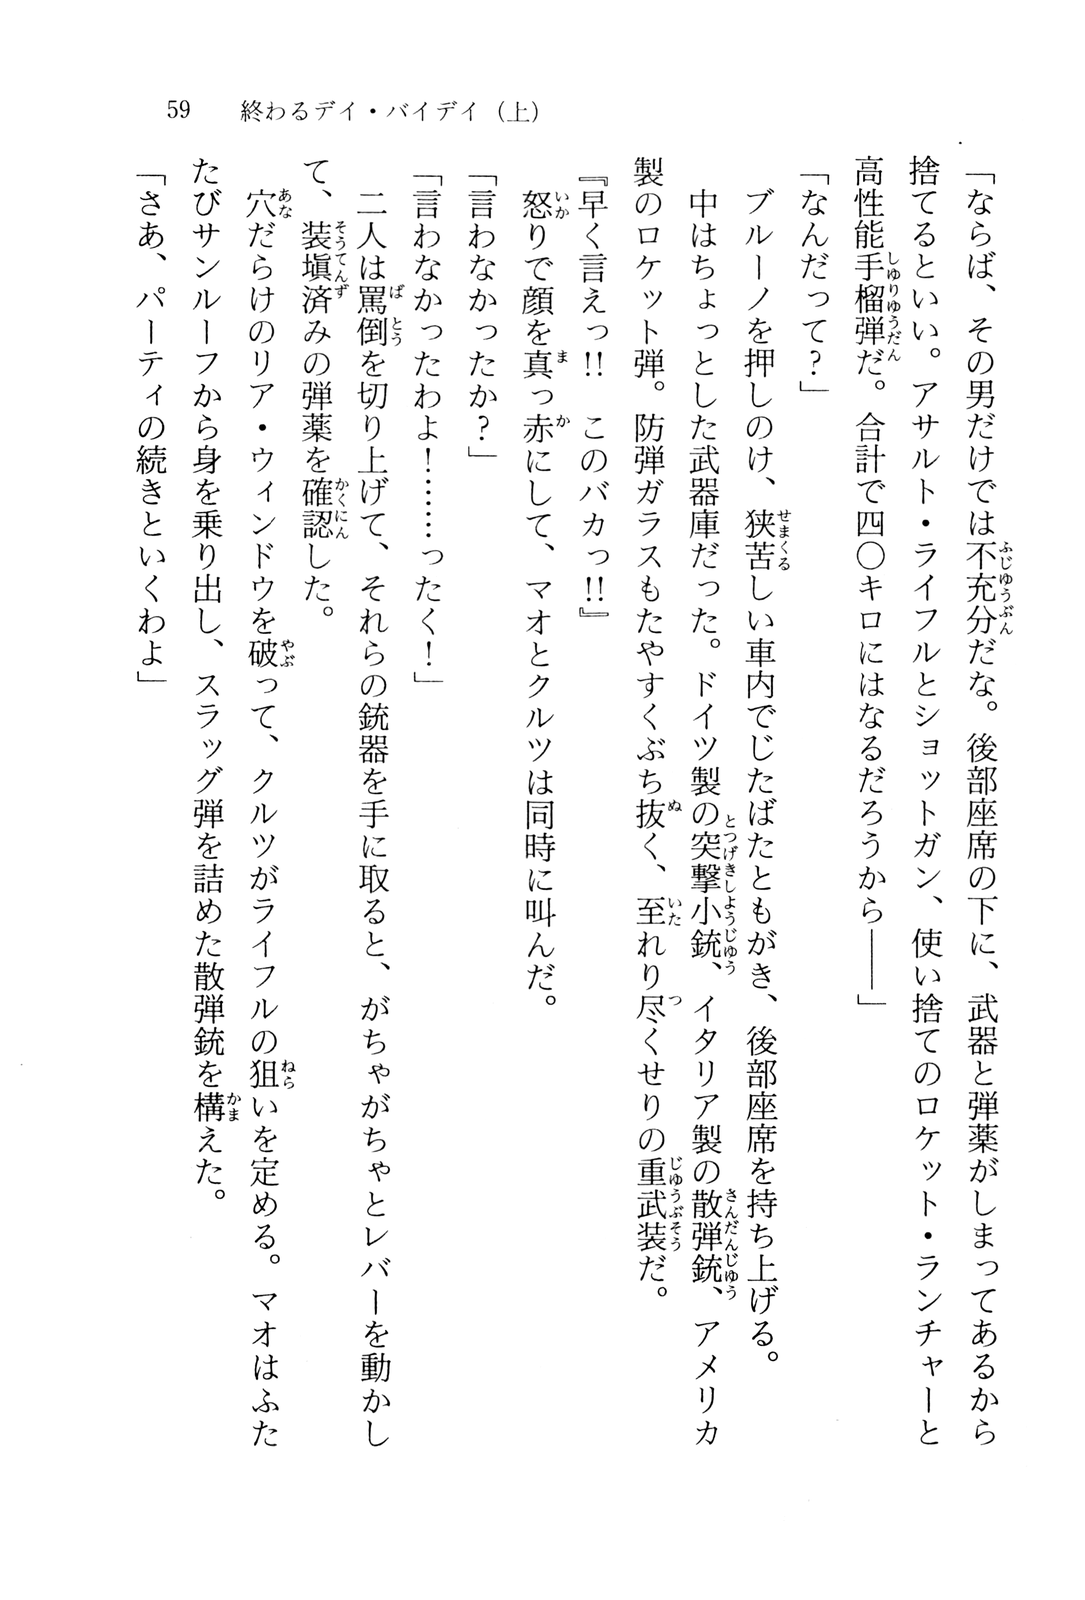 59　終わるデイ・バイデイ（上）
「ならば、その男だけでは不充分だな。後部座席の下に、武器と弾薬がしまってあるから
捨てるといい。アサルト・ライフルとショットガン、使い捨てのロケット・ランチャーと
高性能手榴弾だ。合計で四〇キロにはなるだろうから――」
「なんだって？」
　ブルーノを押しのけ、狭苦しい車内でじたばたともがき、後部座席を持ち上げる。
　中はちょっとした武器庫だった。ドイツ製の突撃小銃、イタリア製の散弾銃、アメリカ
製のロケット弾。防弾ガラスもたやすくぶち抜く、至れり尽くせりの重武装だ。
『早く言えっ!!　このバカっ!!』
　怒りで顔を真っ赤にして、マオとクルツは同時に叫んだ。
「言わなかったか？」
「言わなかったわよ！………ったく！」
　二人は罵倒を切り上げて、それらの銃器を手に取ると、がちゃがちゃとレバーを動かし
て、装塡済みの弾薬を確認した。
　穴だらけのリア・ウィンドウを破って、クルツがライフルの狙いを定める。マオはふた
たびサンルーフから身を乗り出し、スラッグ弾を詰めた散弾銃を構えた。
「さあ、パーティの続きといくわよ」